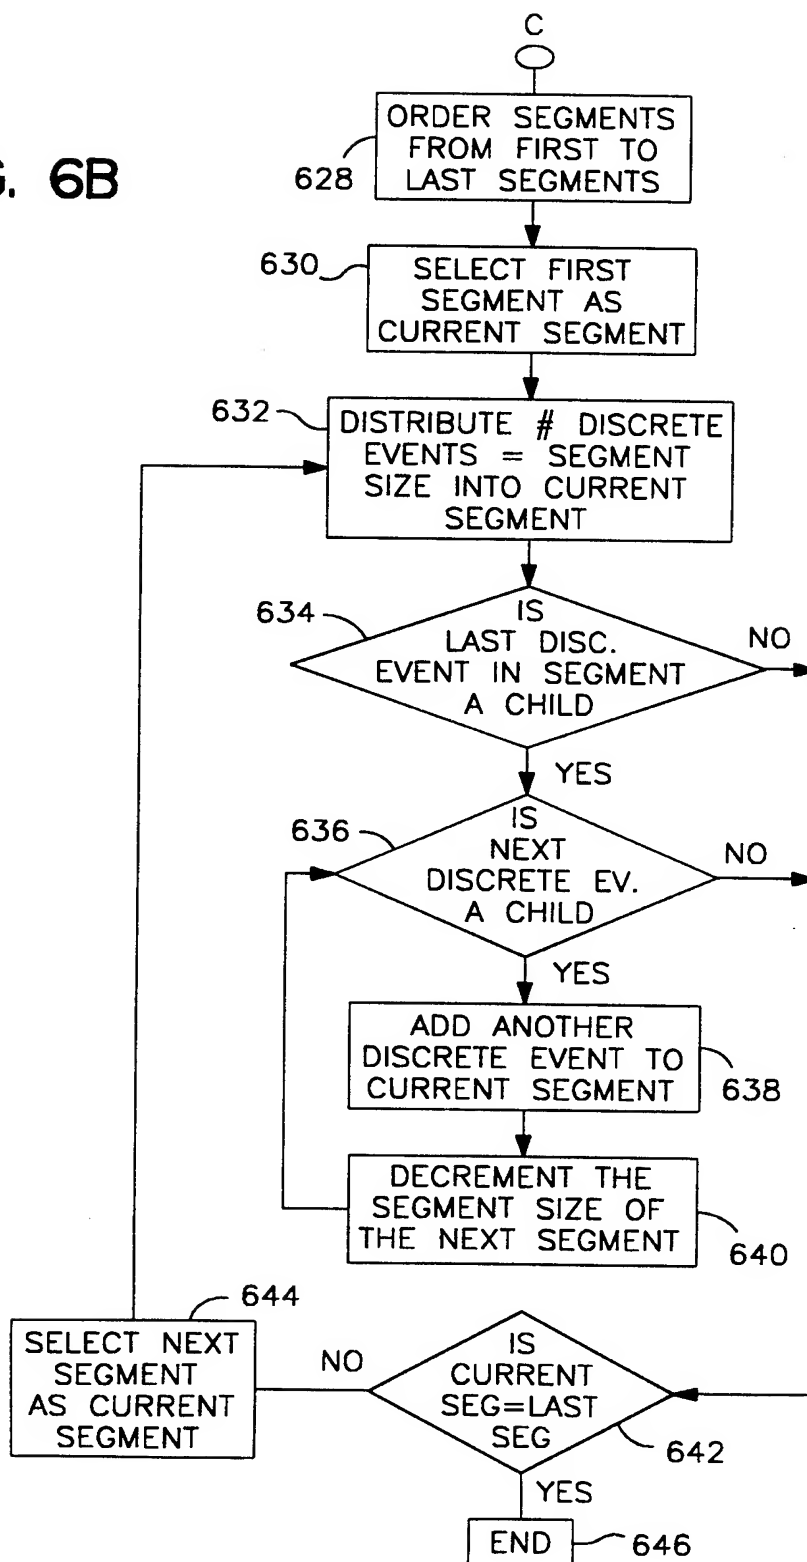 C
ORDER SEGMENTS
FROM FIRST TO
LAST SEGMENTS
628
G. 6B
630
SELECT FIRST
SEGMENT AS
CURRENT SEGMENT
632
DISTRIBUTE # DISCRETE
EVENTS = SEGMENT
SIZE INTO CURRENT
SEGMENT
634
IS
LAST DISC.
EVENT IN SEGMENT
A CHILD
NO
YES
636
IS
NEXT
DISCRETE EV.
A CHILD
NO
YES
ADD ANOTHER
DISCRETE EVENT TO
CURRENT SEGMENT
638
DECREMENT THE
SEGMENT SIZE OF
THE NEXT SEGMENT
640
644
SELECT NEXT
SEGMENT
AS CURRENT
SEGMENT
NO
IS
CURRENT
SEG=LAST
SEG
642
YES
END
646